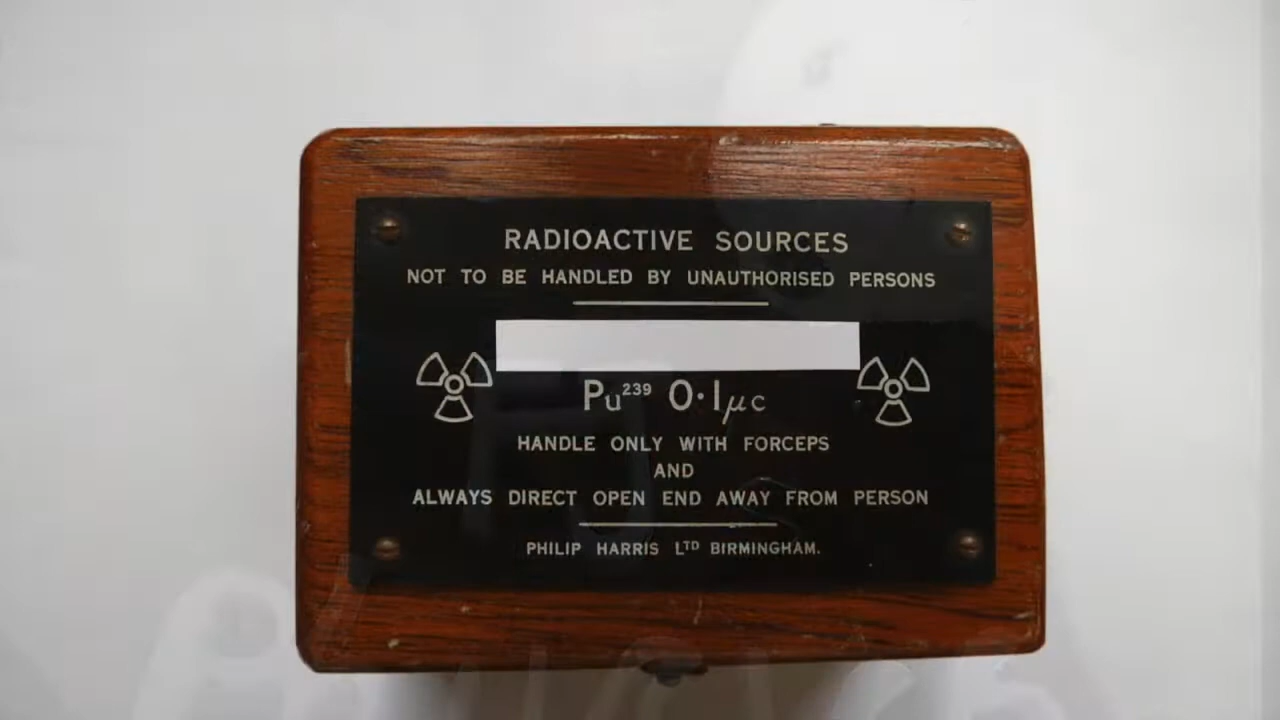 RADIOACTIVE SOURCES
NOT TO BE HANDLED BY UNAUTHORISED PERSONS
Pu²³⁹ 0·1μc
HANDLE ONLY WITH FORCEPS
AND
ALWAYS DIRECT OPEN END AWAY FROM PERSON
PHILIP HARRIS Lᵀᴰ BIRMINGHAM.